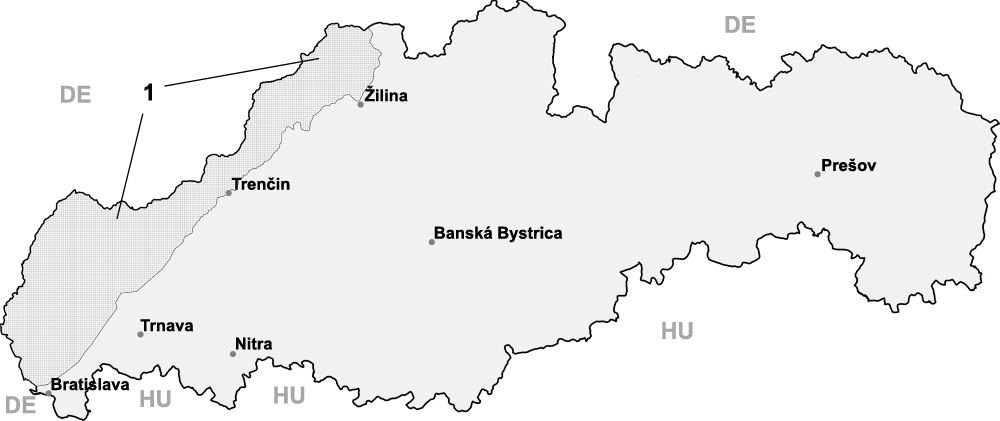 DE
DE
1
Žilina
Prešov
Trenčin
Banská Bystrica
Trnava
HU
Nitra
Bratislava
HU
HU
DE